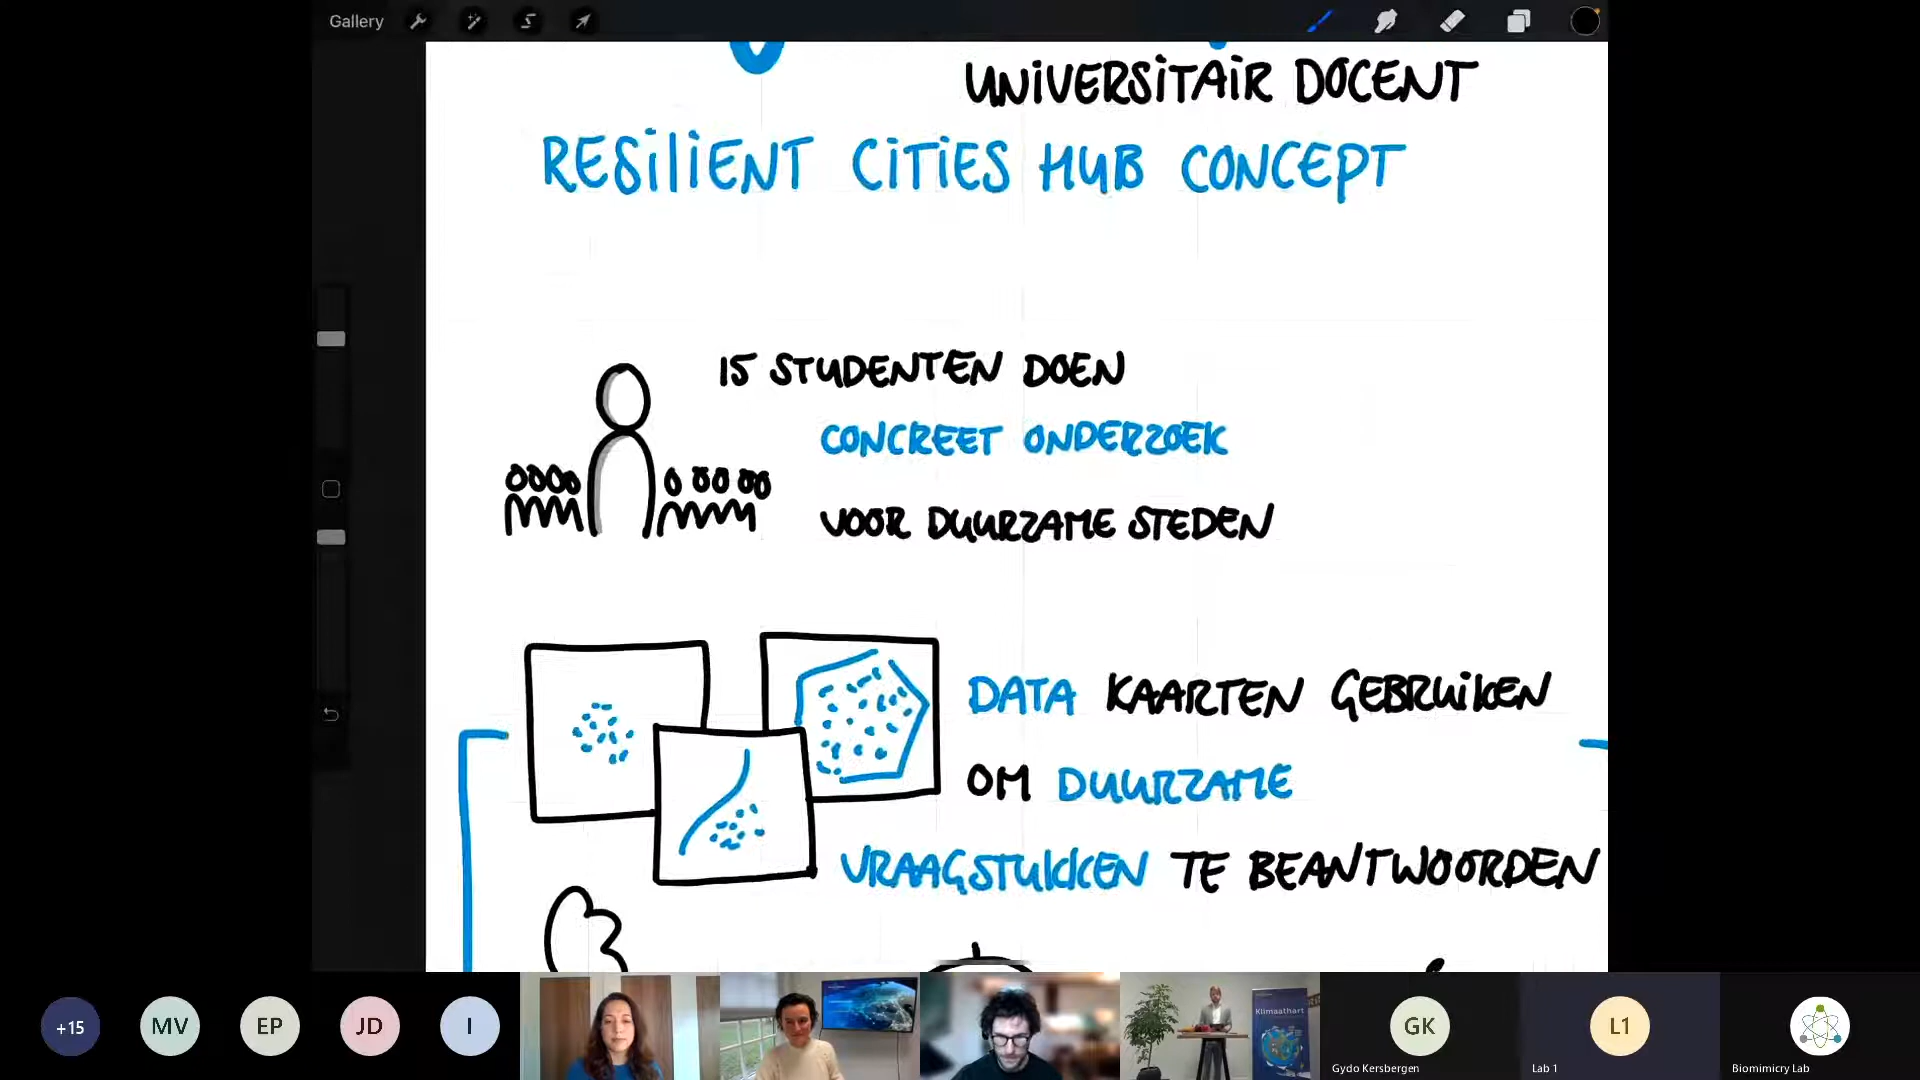 Gallery
UNIVERSITAIR DOCENT
RESILIENT CITIES HUB CONCEPT
15 STUDENTEN DOEN
CONCREET ONDERZOEK
VOOR DUURZAME STEDEN
DATA KAARTEN GEBRUIKEN
OM DUURZAME
VRAAGSTUKKEN TE BEANTWOORDEN
+15
MV
EP
JD
I
Klimaathart
GK
L1
Gydo Kersbergen
Lab 1
Biomimicry Lab